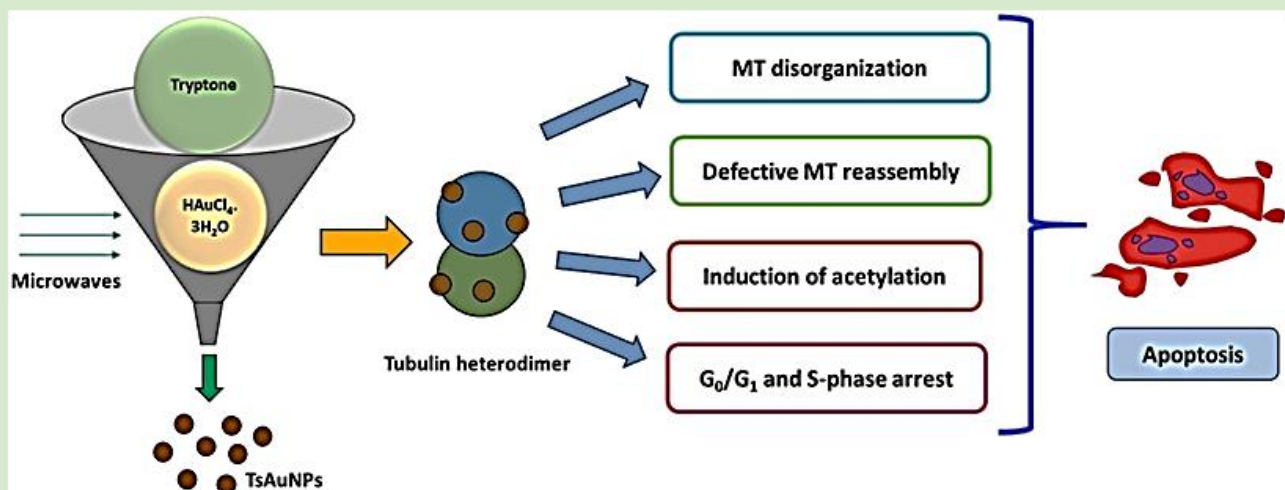 Tryptone
HAuCl₄.
3H₂O
Microwaves
TsAuNPs
Tubulin heterodimer
MT disorganization
Defective MT reassembly
Induction of acetylation
G₀/G₁ and S-phase arrest
Apoptosis